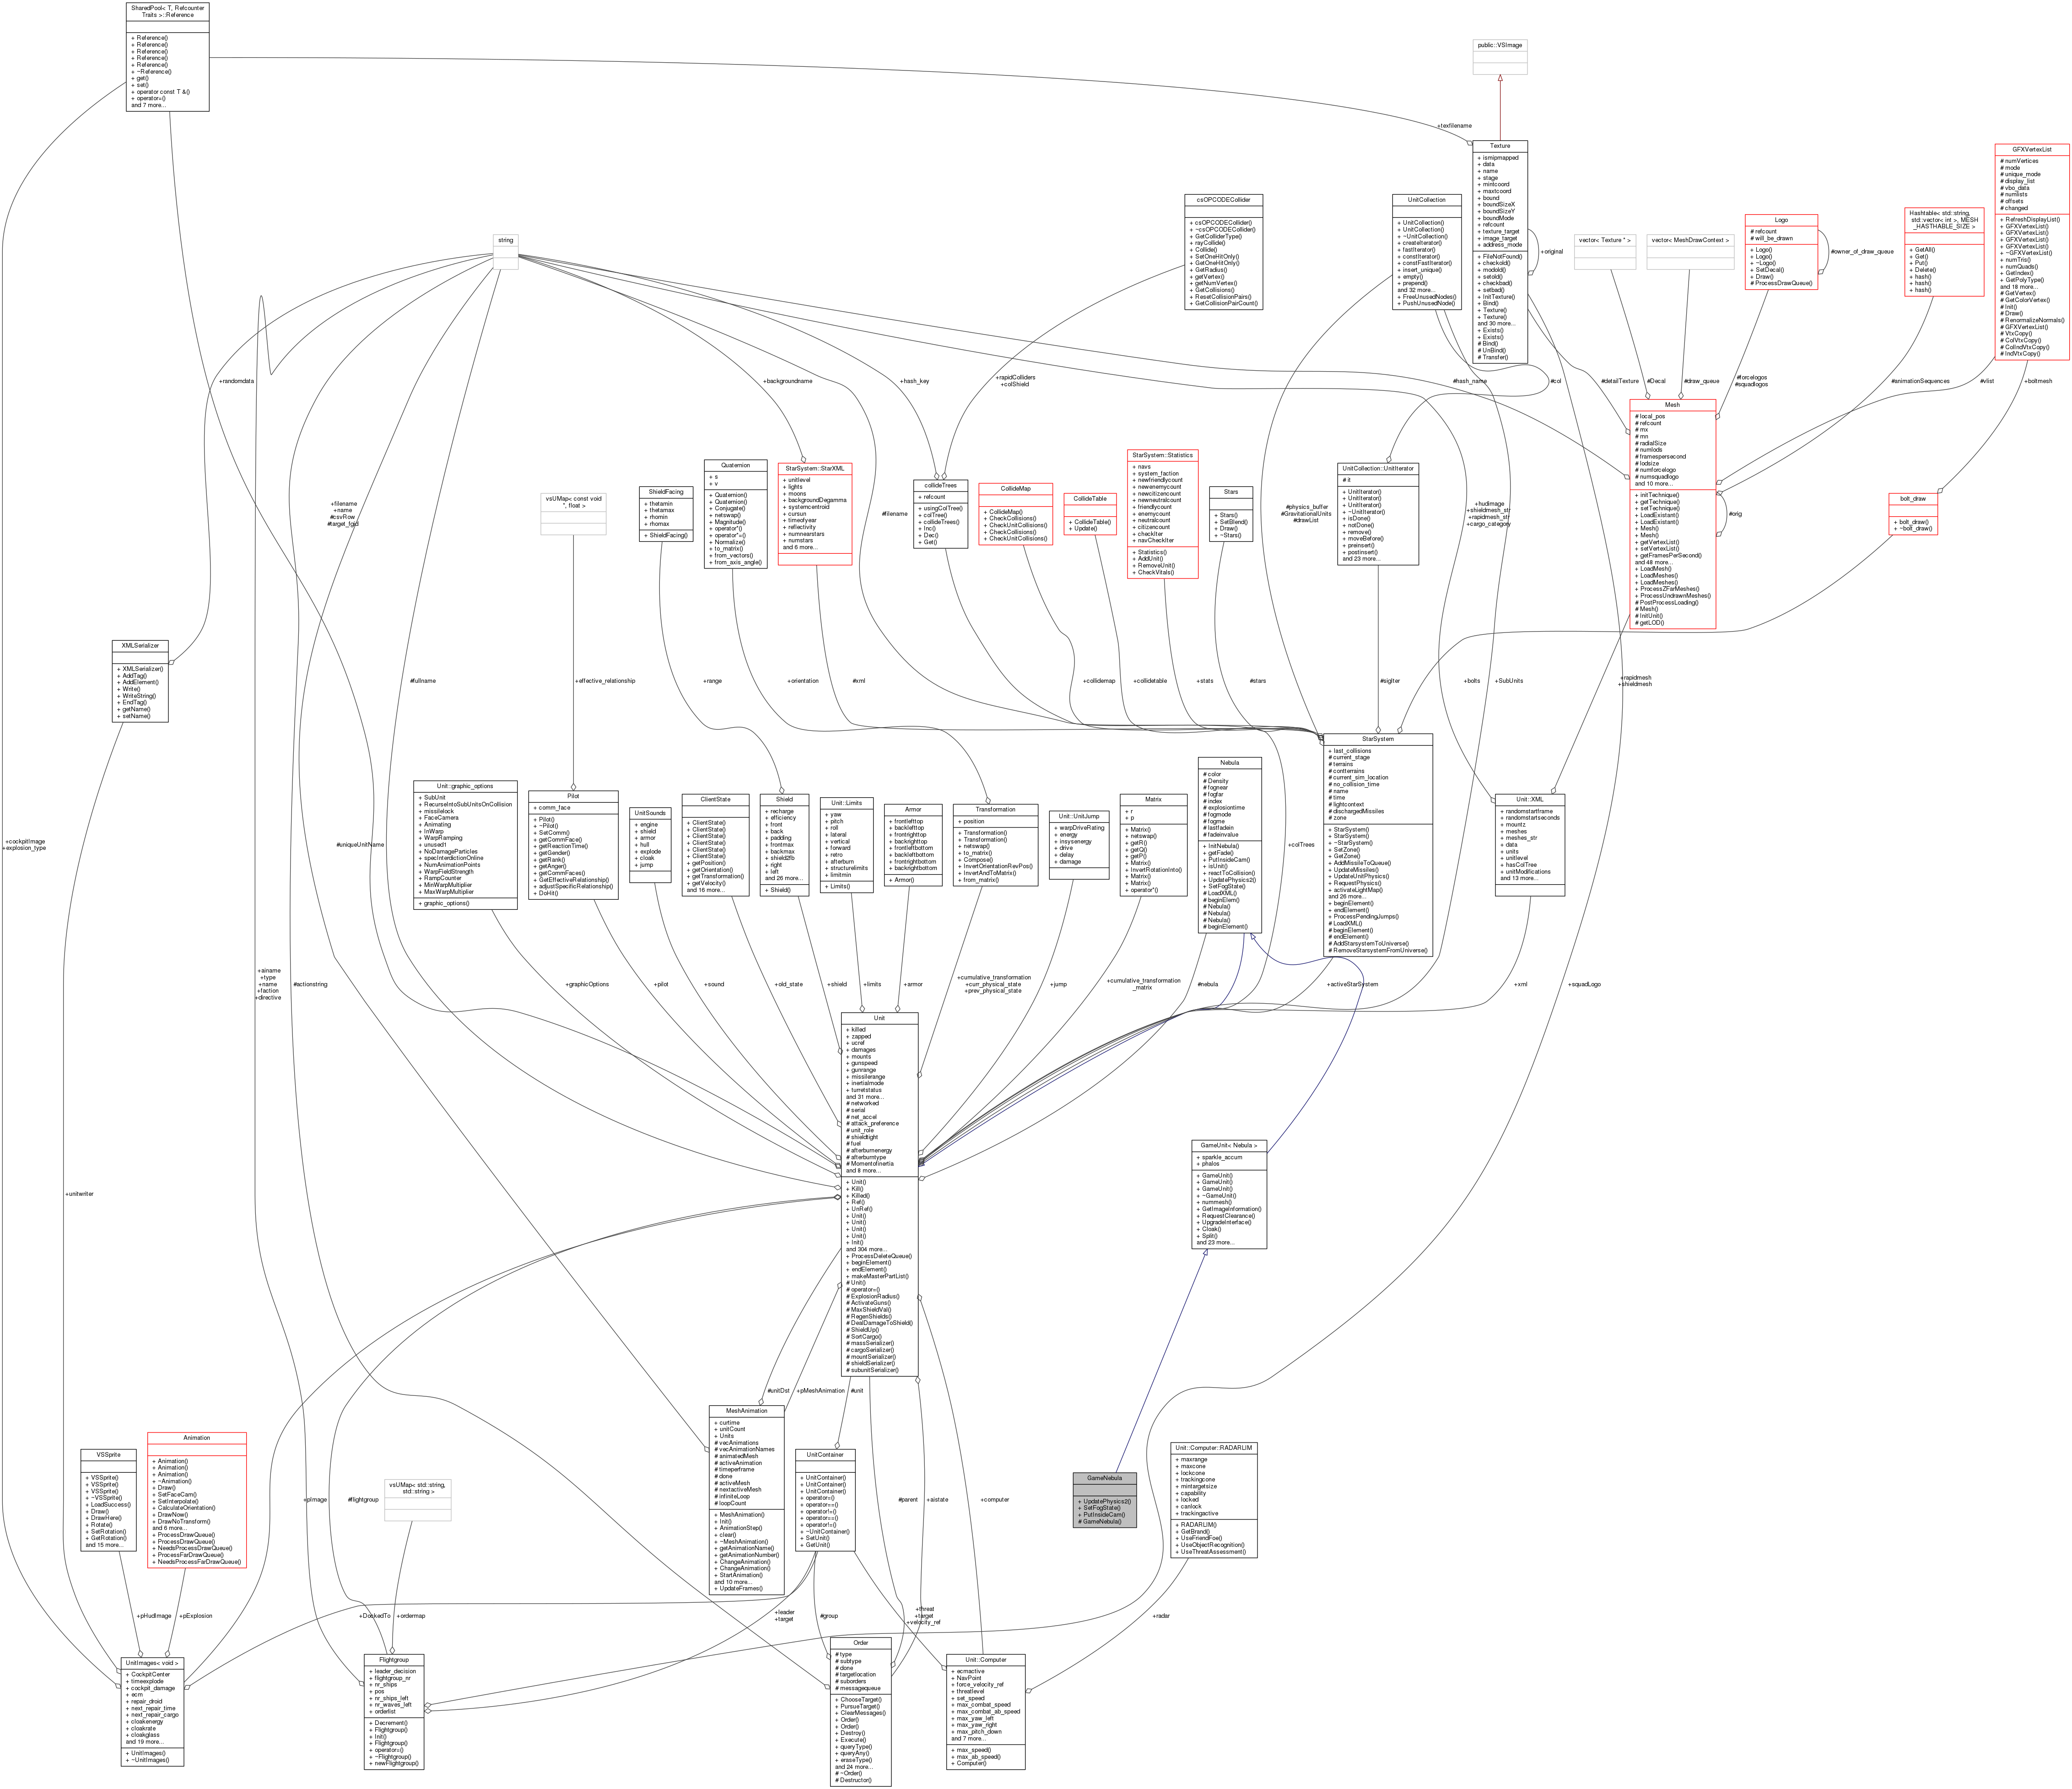 SharedPool< T, Refcounter
Traits >::Reference
+ Reference()
+ Reference()
+ Reference()
+ Reference()
+ Reference()
+ ~Reference()
+ get()
+ set()
+ operator const T &()
+ operator=()
and 7 more...
public::VSImage
+texfilename
Texture
+ ismipmapped
+ data
+ name
+ stage
+ mintcoord
+ maxtcoord
+ bound
+ boundSizeX
+ boundSizeY
+ boundMode
+ refcount
+ texture_target
+ image_target
+ address_mode
+ FileNotFound()
+ checkold()
+ modold()
+ setold()
+ checkbad()
+ setbad()
+ InitTexture()
+ Bind()
+ Texture()
+ Texture()
and 30 more...
+ Exists()
+ Exists()
# Bind()
# UnBind()
# Transfer()
+original
GFXVertexList
# numVertices
# mode
# unique_mode
# display_list
# vbo_data
# numlists
# offsets
# changed
+ RefreshDisplayList()
+ GFXVertexList()
+ GFXVertexList()
+ GFXVertexList()
+ GFXVertexList()
+ ~GFXVertexList()
+ numTris()
+ numQuads()
+ GetIndex()
+ GetPolyType()
and 18 more...
# GetVertex()
# GetColorVertex()
# Init()
# Draw()
# RenormalizeNormals()
# GFXVertexList()
# VtxCopy()
# ColVtxCopy()
# ColIndVtxCopy()
# IndVtxCopy()
csOPCODECollider
+ csOPCODECollider()
+ ~csOPCODECollider()
+ GetColliderType()
+ rayCollide()
+ Collide()
+ SetOneHitOnly()
+ GetOneHitOnly()
+ GetRadius()
+ getVertex()
+ getNumVertex()
+ GetCollisions()
+ ResetCollisionPairs()
+ GetCollisionPairCount()
UnitCollection
+ UnitCollection()
+ UnitCollection()
+ ~UnitCollection()
+ createIterator()
+ fastIterator()
+ constIterator()
+ constFastIterator()
+ insert_unique()
+ empty()
+ prepend()
and 32 more...
+ FreeUnusedNodes()
+ PushUnusedNode()
vector< Texture * >
vector< MeshDrawContext >
Logo
# refcount
# will_be_drawn
+ Logo()
+ Logo()
+ ~Logo()
+ SetDecal()
+ Draw()
# ProcessDrawQueue()
#owner_of_draw_queue
Hashtable< std::string,
std::vector< int >, MESH
_HASTHABLE_SIZE >
+ GetAll()
+ Get()
+ Put()
+ Delete()
+ hash()
+ hash()
+ hash()
string
+randomdata
+backgroundname
+hash_key
+rapidColliders
+colShield
#hash_name
#col
#detailTexture
#Decal
#draw_queue
#forcelogos
#squadlogos
#animationSequences
#vlist
+boltmesh
Mesh
# local_pos
# refcount
# mx
# mn
# radialSize
# numlods
# framespersecond
# lodsize
# numforcelogo
# numsquadlogo
and 10 more...
+ initTechnique()
+ getTechnique()
+ setTechnique()
+ LoadExistant()
+ LoadExistant()
+ Mesh()
+ Mesh()
+ getVertexList()
+ setVertexList()
+ getFramesPerSecond()
and 48 more...
+ LoadMesh()
+ LoadMeshes()
+ LoadMeshes()
+ ProcessZFarMeshes()
+ ProcessUndrawnMeshes()
# PostProcessLoading()
# Mesh()
# InitUnit()
# getLOD()
#orig
bolt_draw
+ bolt_draw()
+ ~bolt_draw()
vsUMap< const void
*, float >
ShieldFacing
+ thetamin
+ thetamax
+ rhomin
+ rhomax
+ ShieldFacing()
Quaternion
+ s
+ v
+ Quaternion()
+ Quaternion()
+ Conjugate()
+ netswap()
+ Magnitude()
+ operator*()
+ operator*=()
+ Normalize()
+ to_matrix()
+ from_vectors()
+ from_axis_angle()
StarSystem::StarXML
+ unitlevel
+ lights
+ moons
+ backgroundDegamma
+ systemcentroid
+ cursun
+ timeofyear
+ reflectivity
+ numnearstars
+ numstars
and 6 more...
collideTrees
+ refcount
+ usingColTree()
+ colTree()
+ collideTrees()
+ Inc()
+ Dec()
+ Get()
CollideMap
+ CollideMap()
+ CheckCollisions()
+ CheckUnitCollisions()
+ CheckCollisions()
+ CheckUnitCollisions()
CollideTable
+ CollideTable()
+ Update()
StarSystem::Statistics
+ navs
+ system_faction
+ newfriendlycount
+ newenemycount
+ newcitizencount
+ newneutralcount
+ friendlycount
+ enemycount
+ neutralcount
+ citizencount
+ checkIter
+ navCheckIter
+ Statistics()
+ AddUnit()
+ RemoveUnit()
+ CheckVitals()
Stars
+ Stars()
+ SetBlend()
+ Draw()
+ ~Stars()
UnitCollection::UnitIterator
# it
+ UnitIterator()
+ UnitIterator()
+ UnitIterator()
+ ~UnitIterator()
+ isDone()
+ notDone()
+ remove()
+ moveBefore()
+ preinsert()
+ postinsert()
and 23 more...
+filename
+name
#csvRow
#target_fgid
#filename
#physics_buffer
#GravitationalUnits
#drawList
+hudImage
+shieldmesh_str
+rapidmesh_str
+cargo_category
XMLSerializer
+ XMLSerializer()
+ AddTag()
+ AddElement()
+ Write()
+ WriteString()
+ EndTag()
+ getName()
+ setName()
#fullname
+effective_relationship
+range
+orientation
#xml
+collidemap
+collidetable
+stats
#stars
#sigIter
+bolts
+SubUnits
+rapidmesh
+shieldmesh
Unit::graphic_options
+ SubUnit
+ RecurseIntoSubUnitsOnCollision
+ missilelock
+ FaceCamera
+ Animating
+ InWarp
+ WarpRamping
+ unused1
+ NoDamageParticles
+ specInterdictionOnline
+ NumAnimationPoints
+ WarpFieldStrength
+ RampCounter
+ MinWarpMultiplier
+ MaxWarpMultiplier
+ graphic_options()
Pilot
+ comm_face
+ Pilot()
+ ~Pilot()
+ SetComm()
+ getCommFace()
+ getReactionTime()
+ getGender()
+ getRank()
+ getAnger()
+ getCommFaces()
+ GetEffectiveRelationship()
+ adjustSpecificRelationship()
+ DoHit()
UnitSounds
+ engine
+ shield
+ armor
+ hull
+ explode
+ cloak
+ jump
ClientState
+ ClientState()
+ ClientState()
+ ClientState()
+ ClientState()
+ ClientState()
+ ClientState()
+ getPosition()
+ getOrientation()
+ getTransformation()
+ getVelocity()
and 16 more...
Shield
+ recharge
+ efficiency
+ front
+ back
+ padding
+ frontmax
+ backmax
+ shield2fb
+ right
+ left
and 26 more...
+ Shield()
Unit::Limits
+ yaw
+ pitch
+ roll
+ lateral
+ vertical
+ forward
+ retro
+ afterburn
+ structurelimits
+ limitmin
+ Limits()
Armor
+ frontlefttop
+ backlefttop
+ frontrighttop
+ backrighttop
+ frontleftbottom
+ backleftbottom
+ frontrightbottom
+ backrightbottom
+ Armor()
Transformation
+ position
+ Transformation()
+ Transformation()
+ netswap()
+ to_matrix()
+ Compose()
+ InvertOrientationRevPos()
+ InvertAndToMatrix()
+ from_matrix()
Unit::UnitJump
+ warpDriveRating
+ energy
+ insysenergy
+ drive
+ delay
+ damage
Matrix
+ r
+ p
+ Matrix()
+ netswap()
+ getR()
+ getQ()
+ getP()
+ Matrix()
+ InvertRotationInto()
+ Matrix()
+ Matrix()
+ operator*()
Nebula
# color
# Density
# fognear
# fogfar
# index
# explosiontime
# fogmode
# fogme
# lastfadein
# fadeinvalue
+ InitNebula()
+ getFade()
+ PutInsideCam()
+ isUnit()
+ reactToCollision()
+ UpdatePhysics2()
+ SetFogState()
# LoadXML()
# beginElem()
# Nebula()
# Nebula()
# Nebula()
# beginElement()
+colTrees
StarSystem
+ last_collisions
# current_stage
# terrains
# contterrains
# current_sim_location
# no_collision_time
# name
# time
# lightcontext
# dischargedMissiles
# zone
+ StarSystem()
+ StarSystem()
+ ~StarSystem()
+ SetZone()
+ GetZone()
+ AddMissileToQueue()
+ UpdateMissiles()
+ UpdateUnitPhysics()
+ RequestPhysics()
+ activateLightMap()
and 26 more...
+ beginElement()
+ endElement()
+ ProcessPendingJumps()
# LoadXML()
# beginElement()
# endElement()
# AddStarsystemToUniverse()
# RemoveStarsystemFromUniverse()
Unit::XML
+ randomstartframe
+ randomstartseconds
+ mountz
+ meshes
+ meshes_str
+ data
+ units
+ unitlevel
+ hasColTree
+ unitModifications
and 13 more...
+cockpitImage
+explosion_type
#uniqueUnitName
+ainame
+type
+name
+faction
+directive
#actionstring
+graphicOptions
+pilot
+sound
+old_state
+shield
+limits
+armor
+cumulative_transformation
+curr_physical_state
+prev_physical_state
+jump
+cumulative_transformation
_matrix
#nebula
+activeStarSystem
+xml
+squadLogo
Unit
+ killed
+ zapped
+ ucref
+ damages
+ mounts
+ gunspeed
+ gunrange
+ missilerange
+ inertialmode
+ turretstatus
and 31 more...
# networked
# serial
# net_accel
# attack_preference
# unit_role
# shieldtight
# fuel
# afterburnenergy
# afterburntype
# MomentofInertia
and 8 more...
+ Unit()
+ Kill()
+ Killed()
+ Ref()
+ UnRef()
+ Unit()
+ Unit()
+ Unit()
+ Unit()
+ Init()
and 304 more...
+ ProcessDeleteQueue()
+ beginElement()
+ endElement()
+ makeMasterPartList()
# Unit()
# operator=()
# ExplosionRadius()
# ActivateGuns()
# MaxShieldVal()
# RegenShields()
# DealDamageToShield()
# ShieldUp()
# SortCargo()
# massSerializer()
# cargoSerializer()
# mountSerializer()
# shieldSerializer()
# subunitSerializer()
GameUnit< Nebula >
+ sparkle_accum
+ phalos
+ GameUnit()
+ GameUnit()
+ GameUnit()
+ ~GameUnit()
+ nummesh()
+ GetImageInformation()
+ RequestClearance()
+ UpgradeInterface()
+ Cloak()
+ Split()
and 23 more...
+unitwriter
#unitDst
+pMeshAnimation
#unit
VSSprite
+ VSSprite()
+ VSSprite()
+ VSSprite()
+ ~VSSprite()
+ LoadSuccess()
+ Draw()
+ DrawHere()
+ Rotate()
+ SetRotation()
+ GetRotation()
and 15 more...
Animation
+ Animation()
+ Animation()
+ Animation()
+ ~Animation()
+ Draw()
+ SetFaceCam()
+ SetInterpolate()
+ CalculateOrientation()
+ DrawNow()
+ DrawNoTransform()
and 6 more...
+ ProcessDrawQueue()
+ ProcessDrawQueue()
+ NeedsProcessDrawQueue()
+ ProcessFarDrawQueue()
+ NeedsProcessFarDrawQueue()
+pImage
#flightgroup
vsUMap< std::string,
std::string >
MeshAnimation
+ curtime
+ unitCount
+ Units
# vecAnimations
# vecAnimationNames
# animatedMesh
# activeAnimation
# timeperframe
# done
# activeMesh
# nextactiveMesh
# infiniteLoop
# loopCount
+ MeshAnimation()
+ Init()
+ AnimationStep()
+ clear()
+ ~MeshAnimation()
+ getAnimationName()
+ getAnimationNumber()
+ ChangeAnimation()
+ ChangeAnimation()
+ StartAnimation()
and 10 more...
+ UpdateFrames()
UnitContainer
+ UnitContainer()
+ UnitContainer()
+ UnitContainer()
+ operator=()
+ operator==()
+ operator!=()
+ operator==()
+ operator!=()
+ ~UnitContainer()
+ SetUnit()
+ GetUnit()
#parent
+aistate
+computer
GameNebula
+ UpdatePhysics2()
+ SetFogState()
+ PutInsideCam()
# GameNebula()
Unit::Computer::RADARLIM
+ maxrange
+ maxcone
+ lockcone
+ trackingcone
+ mintargetsize
+ capability
+ locked
+ canlock
+ trackingactive
+ RADARLIM()
+ GetBrand()
+ UseFriendFoe()
+ UseObjectRecognition()
+ UseThreatAssessment()
+pHudImage
+pExplosion
+DockedTo
+ordermap
+leader
+target
#group
+threat
+target
+velocity_ref
+radar
UnitImages< void >
+ CockpitCenter
+ timeexplode
+ cockpit_damage
+ ecm
+ repair_droid
+ next_repair_time
+ next_repair_cargo
+ cloakenergy
+ cloakrate
+ cloakglass
and 19 more...
+ UnitImages()
+ ~UnitImages()
Flightgroup
+ leader_decision
+ flightgroup_nr
+ nr_ships
+ pos
+ nr_ships_left
+ nr_waves_left
+ orderlist
+ Decrement()
+ Flightgroup()
+ Init()
+ Flightgroup()
+ operator=()
+ ~Flightgroup()
+ newFlightgroup()
Order
# type
# subtype
# done
# targetlocation
# suborders
# messagequeue
+ ChooseTarget()
+ PursueTarget()
+ ClearMessages()
+ Order()
+ Order()
+ Destroy()
+ Execute()
+ queryType()
+ queryAny()
+ eraseType()
and 24 more...
# ~Order()
# Destructor()
Unit::Computer
+ ecmactive
+ NavPoint
+ force_velocity_ref
+ threatlevel
+ set_speed
+ max_combat_speed
+ max_combat_ab_speed
+ max_yaw_left
+ max_yaw_right
+ max_pitch_down
and 7 more...
+ max_speed()
+ max_ab_speed()
+ Computer()